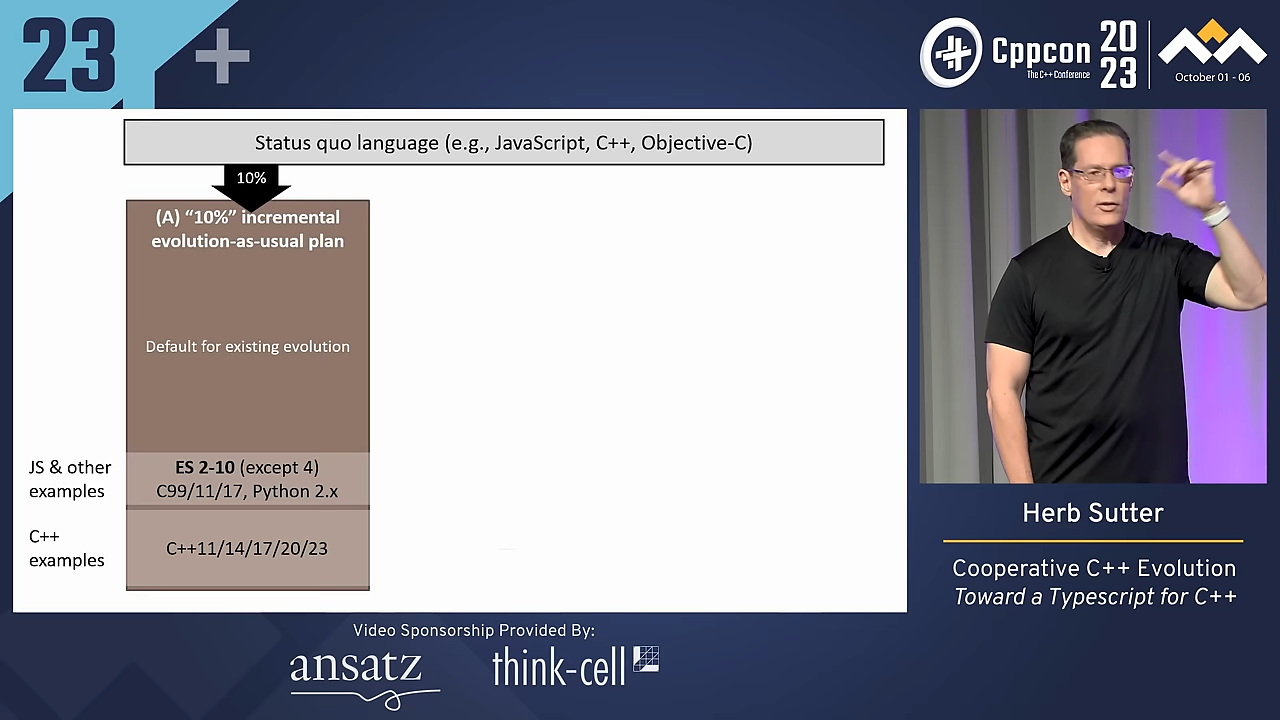 23
Cppcon
The C++ Conference
20
23
October 01 - 06
Status quo language (e.g., JavaScript, C++, Objective-C)
10%
(A) “10%” incremental
evolution-as-usual plan
Default for existing evolution
JS & other
examples
ES 2-10 (except 4)
C99/11/17, Python 2.x
C++
examples
C++11/14/17/20/23
Herb Sutter
Cooperative C++ Evolution
Toward a Typescript for C++
Video Sponsorship Provided By:
ansatz
think-cell